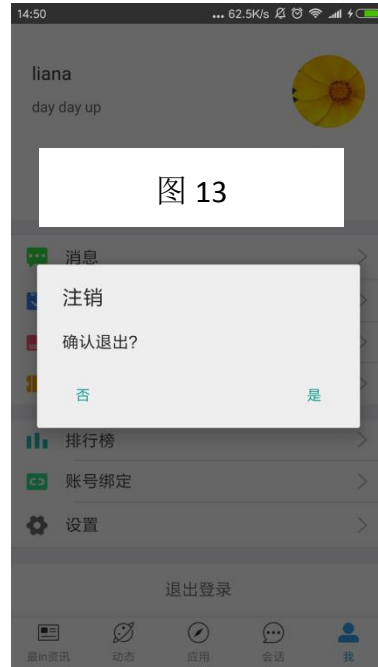 14:50
... 62.5K/s
liana
day day up
图 13
消息
注销
确认退出?
否
是
排行榜
账号绑定
设置
退出登录
最in资讯
动态
应用
会话
我